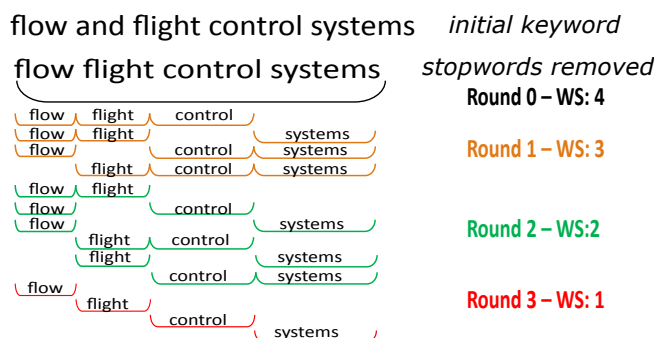 flow and flight control systems initial keyword
flow flight control systems stopwords removed
Round 0 – WS: 4
flow flight control
flow flight systems
flow control systems
Round 1 – WS: 3
flight control systems
flow flight
flow control
flow systems
Round 2 – WS:2
flight control
flight systems
control systems
flow
flight
Round 3 – WS: 1
control
systems